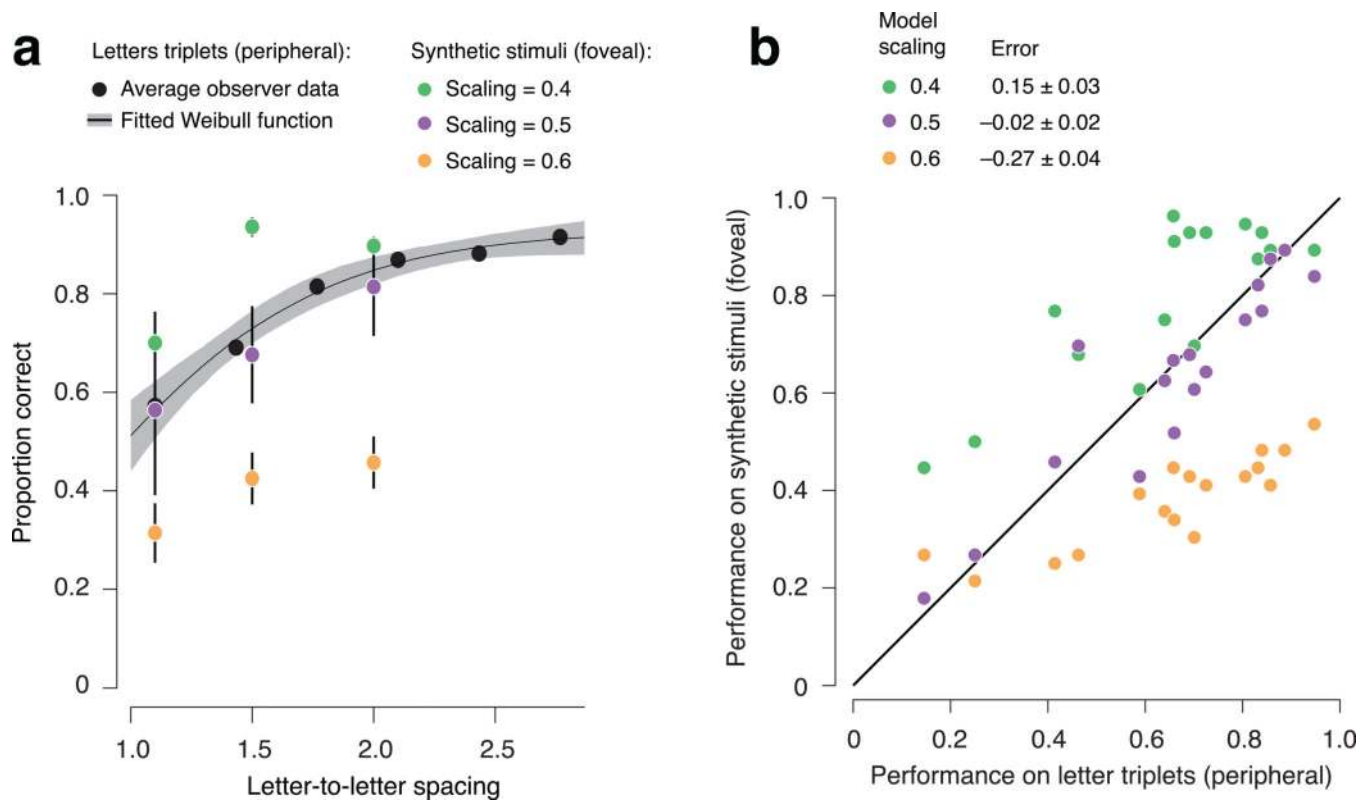 a
Letters triplets (peripheral):
Average observer data
Fitted Weibull function
Synthetic stimuli (foveal):
Scaling = 0.4
Scaling = 0.5
Scaling = 0.6
1.0
0.8
0.6
0.4
0.2
0
Proportion correct
1.0 1.5 2.0 2.5
Letter-to-letter spacing
b
Model
scaling Error
0.4 0.15 ± 0.03
0.5 –0.02 ± 0.02
0.6 –0.27 ± 0.04
1.0
0.8
0.6
0.4
0.2
0
Performance on synthetic stimuli (foveal)
0 0.2 0.4 0.6 0.8 1.0
Performance on letter triplets (peripheral)